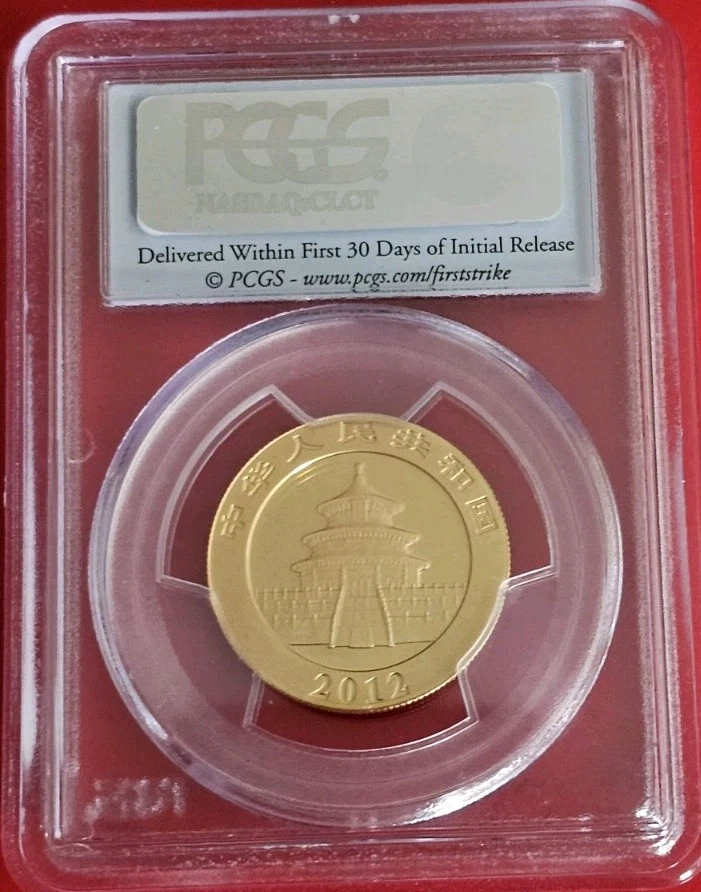 PCGS
NASDAQ:CLCT
Delivered Within First 30 Days of Initial Release
© PCGS - www.pcgs.com/firststrike
中华人民共和国
2012